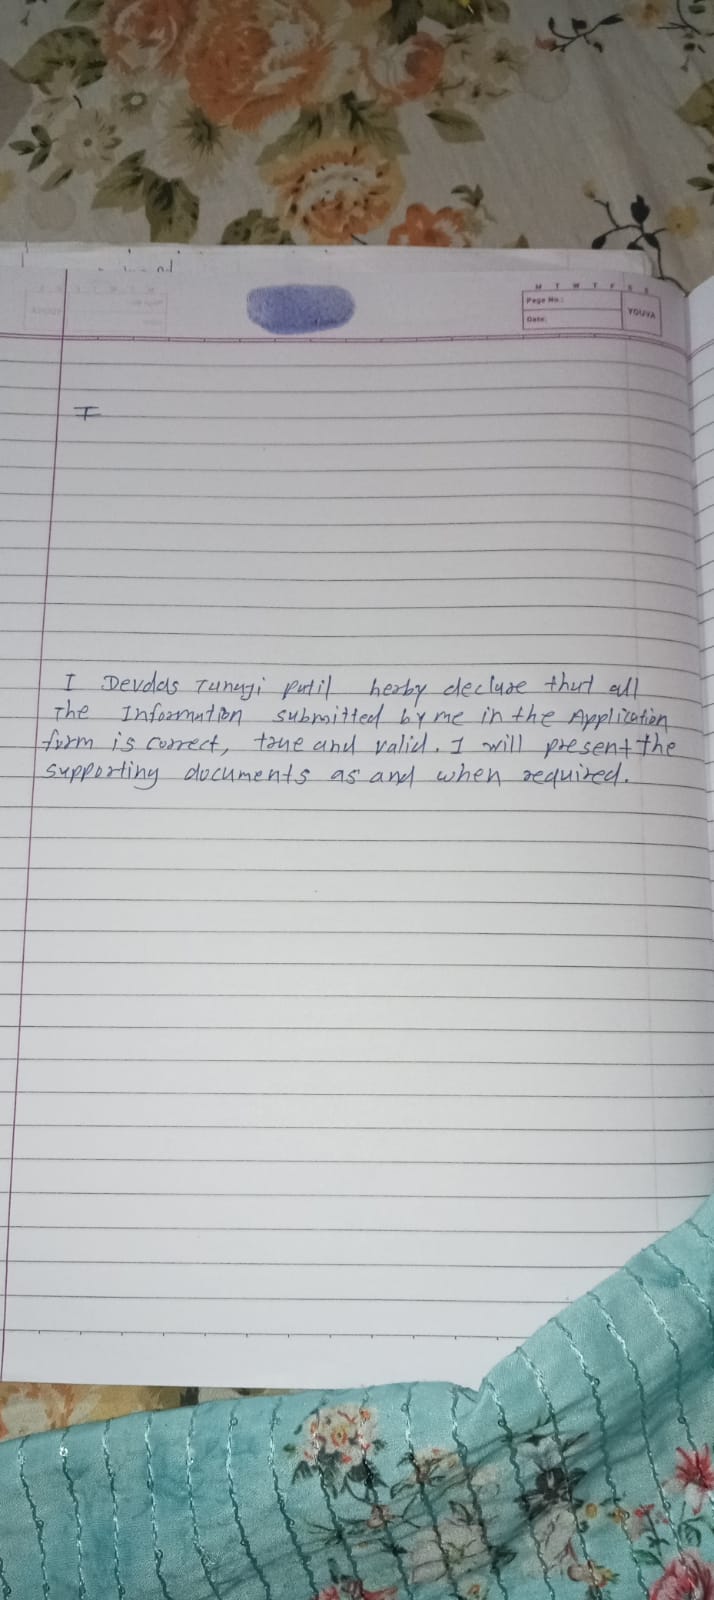 M T W T F S S
Page No.:
Date:
YOUVA
I
I Devdas Tanaji patil herby declare that all
The Information submitted by me in the Application
form is correct, true and valid. I will present the
supporting documents as and when required.